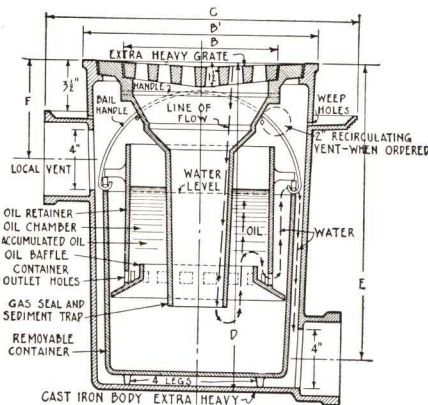 C
B'
B
EXTRA HEAVY GRATE
F
3½"
HANDLE
BAIL
HANDLE
LINE OF
FLOW
WEEP
HOLES
2" RECIRCULATING
VENT-WHEN ORDERED
4"
LOCAL VENT
WATER
LEVEL
OIL RETAINER
OIL CHAMBER
ACCUMULATED OIL
OIL BAFFLE
CONTAINER
OUTLET HOLES
OIL
WATER
E
GAS SEAL AND
SEDIMENT TRAP
D
REMOVABLE
CONTAINER
4"
4 LEGS
CAST IRON BODY EXTRA HEAVY